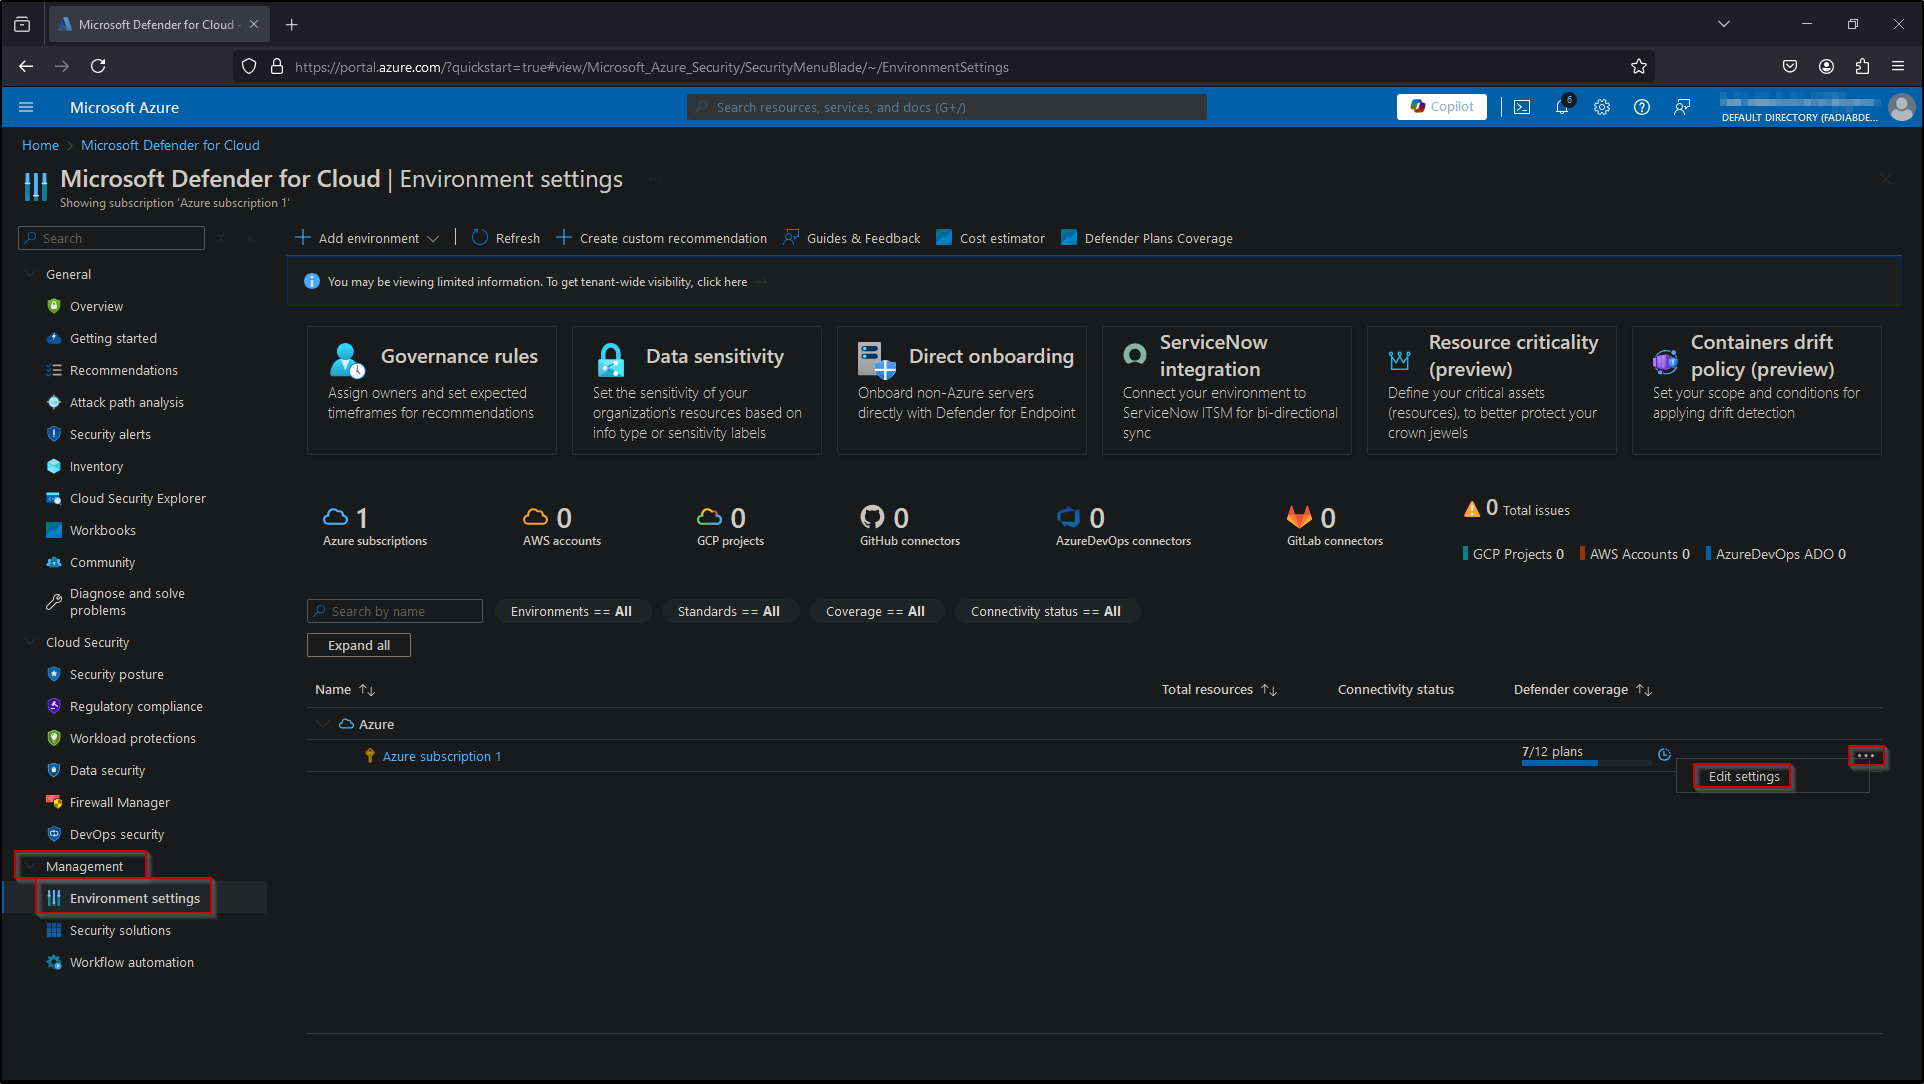 Microsoft Defender for Cloud -
https://portal.azure.com/?quickstart=true#view/Microsoft_Azure_Security/SecurityMenuBlade/~/EnvironmentSettings
Microsoft Azure
Search resources, services, and docs (G+/)
Copilot
6
DEFAULT DIRECTORY (FADIABDE...
Home > Microsoft Defender for Cloud
Microsoft Defender for Cloud | Environment settings
Showing subscription 'Azure subscription 1'
Search
Add environment
Refresh
Create custom recommendation
Guides & Feedback
Cost estimator
Defender Plans Coverage
You may be viewing limited information. To get tenant-wide visibility, click here →
General
Overview
Getting started
Recommendations
Attack path analysis
Security alerts
Inventory
Cloud Security Explorer
Workbooks
Community
Diagnose and solve
problems
Cloud Security
Security posture
Regulatory compliance
Workload protections
Data security
Firewall Manager
DevOps security
Management
Environment settings
Security solutions
Workflow automation
Governance rules
Assign owners and set expected
timeframes for recommendations
Data sensitivity
Set the sensitivity of your
organization's resources based on
info type or sensitivity labels
Direct onboarding
Onboard non-Azure servers
directly with Defender for Endpoint
ServiceNow
integration
Connect your environment to
ServiceNow ITSM for bi-directional
sync
Resource criticality
(preview)
Define your critical assets
(resources), to better protect your
crown jewels
Containers drift
policy (preview)
Set your scope and conditions for
applying drift detection
1
Azure subscriptions
0
AWS accounts
0
GCP projects
0
GitHub connectors
0
AzureDevOps connectors
0
GitLab connectors
0 Total issues
GCP Projects 0
AWS Accounts 0
AzureDevOps ADO 0
Search by name
Environments == All
Standards == All
Coverage == All
Connectivity status == All
Expand all
Name
Total resources
Connectivity status
Defender coverage
Azure
Azure subscription 1
7/12 plans
...
Edit settings